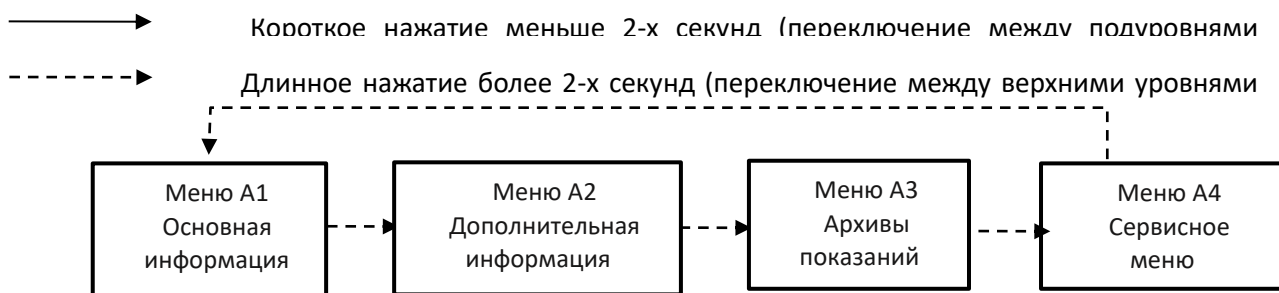 Короткое нажатие меньше 2-х секунд (переключение между подуровнями
Длинное нажатие более 2-х секунд (переключение между верхними уровнями
Меню А1
Основная
информация
Меню А2
Дополнительная
информация
Меню А3
Архивы
показаний
Меню А4
Сервисное
меню